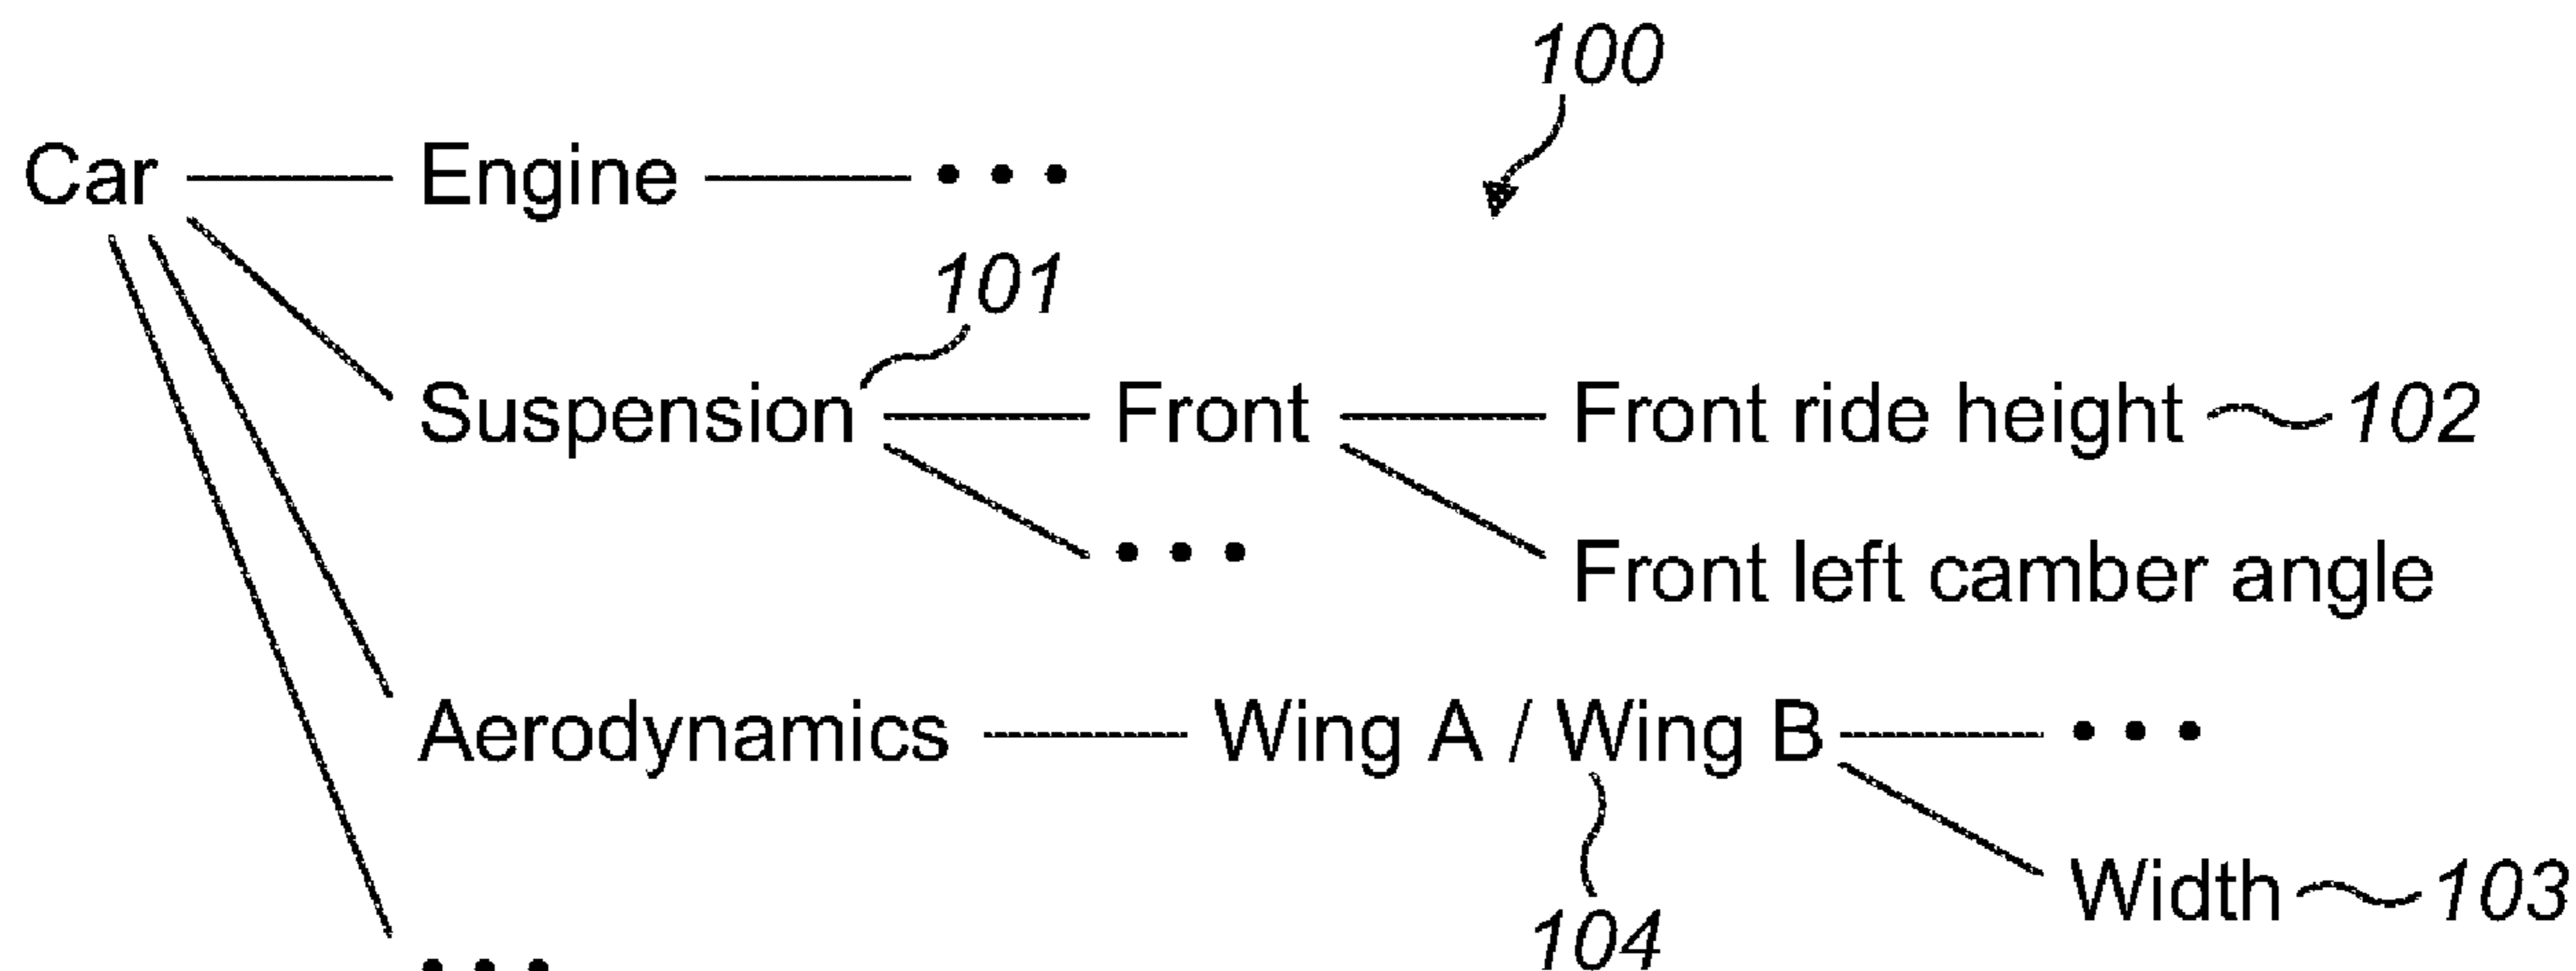 100
Car Engine • • •
101
Suspension Front Front ride height 102
• • • Front left camber angle
Aerodynamics Wing A / Wing B • • •
Width 103
104
• • •